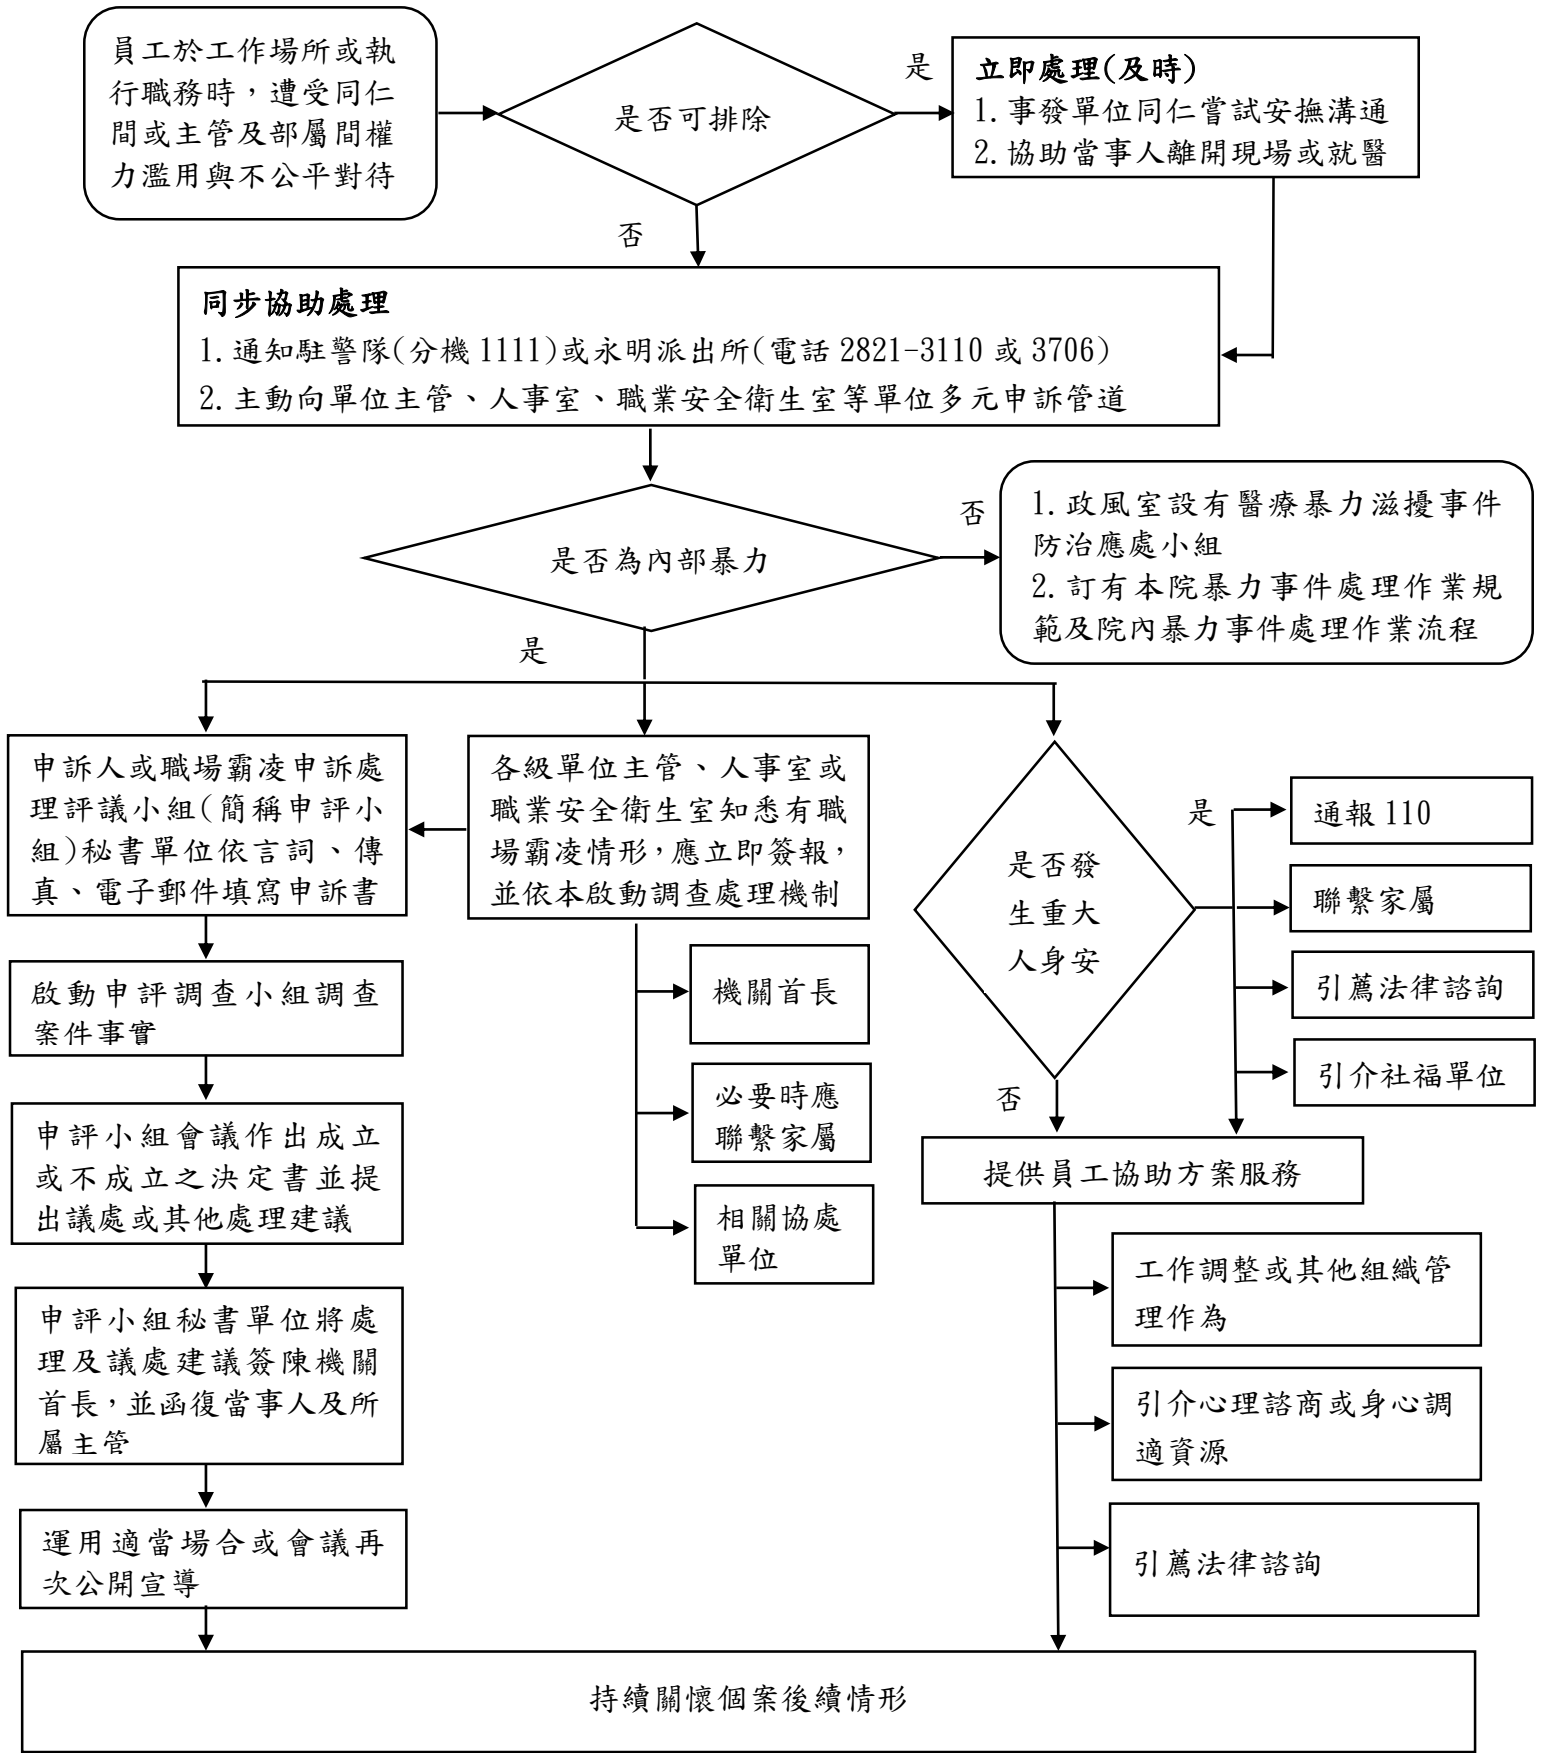 員工於工作場所或執
行職務時，遭受同仁
間或主管及部屬間權
力濫用與不公平對待
是否可排除
是
立即處理(及時)
1.事發單位同仁嘗試安撫溝通
2.協助當事人離開現場或就醫
否
同步協助處理
1.通知駐警隊(分機 1111)或永明派出所(電話 2821-3110 或 3706)
2.主動向單位主管、人事室、職業安全衛生室等單位多元申訴管道
是否為內部暴力
否
1.政風室設有醫療暴力滋擾事件
防治應處小組
2.訂有本院暴力事件處理作業規
範及院內暴力事件處理作業流程
是
申訴人或職場霸凌申訴處
理評議小組(簡稱申評小
組)秘書單位依言詞、傳
真、電子郵件填寫申訴書
各級單位主管、人事室或
職業安全衛生室知悉有職
場霸凌情形，應立即簽報，
並依本啟動調查處理機制
是否發
生重大
人身安
是
通報 110
聯繫家屬
引薦法律諮詢
引介社福單位
否
啟動申評調查小組調查
案件事實
機關首長
必要時應
聯繫家屬
相關協處
單位
申評小組會議作出成立
或不成立之決定書並提
出議處或其他處理建議
提供員工協助方案服務
工作調整或其他組織管
理作為
引介心理諮商或身心調
適資源
引薦法律諮詢
申評小組秘書單位將處
理及議處建議簽陳機關
首長，並函復當事人及所
屬主管
運用適當場合或會議再
次公開宣導
持續關懷個案後續情形